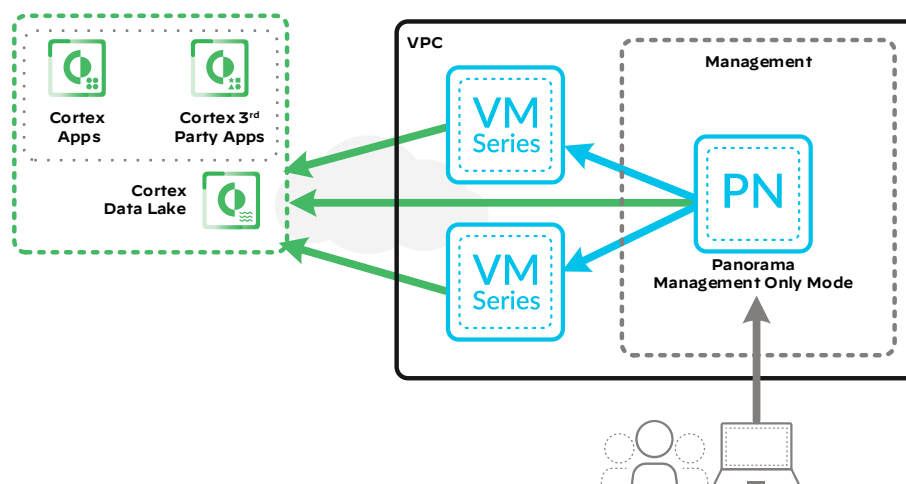 Cortex
Apps
Cortex 3rd
Party Apps
Cortex
Data Lake
VPC
VM
Series
VM
Series
Management
PN
Panorama
Management Only Mode